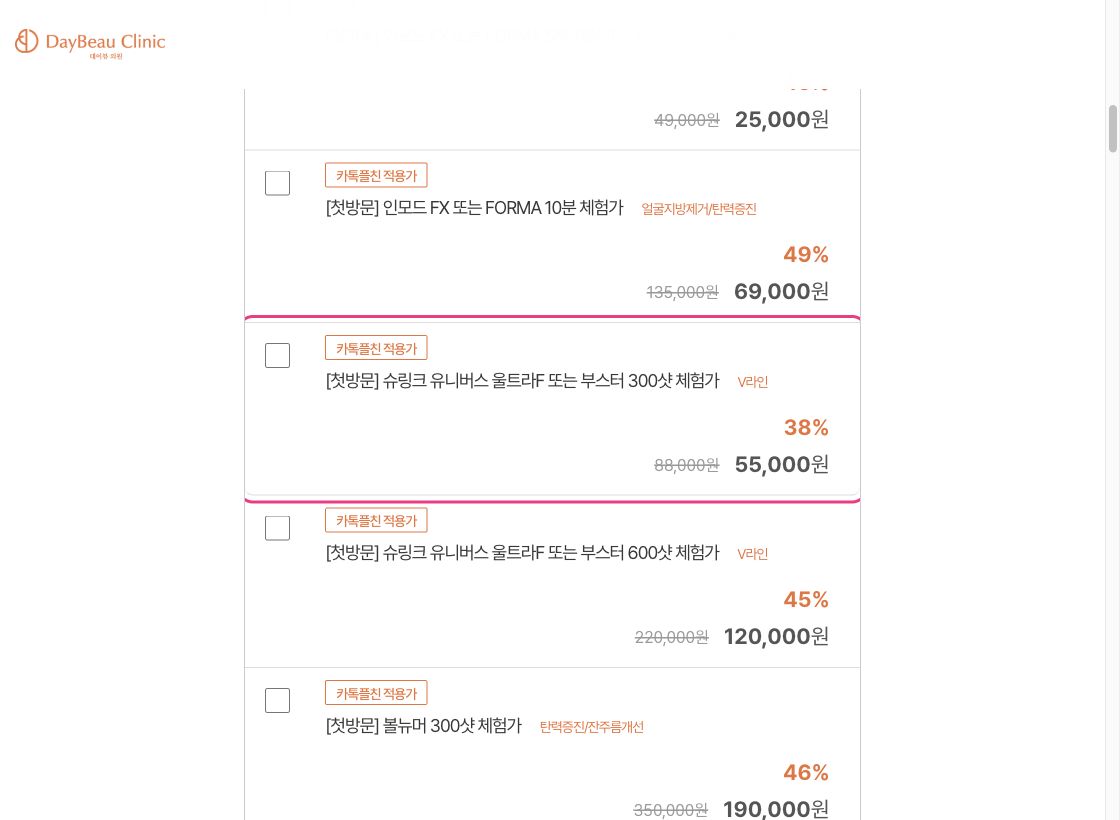 DayBeau Clinic
데이뷰 의원
49,000원 25,000원
카톡플친 적용가
[첫방문] 인모드 FX 또는 FORMA 10분 체험가 얼굴지방제거/탄력증진
49%
135,000원 69,000원
카톡플친 적용가
[첫방문] 슈링크 유니버스 울트라F 또는 부스터 300샷 체험가 V라인
38%
88,000원 55,000원
카톡플친 적용가
[첫방문] 슈링크 유니버스 울트라F 또는 부스터 600샷 체험가 V라인
45%
220,000원 120,000원
카톡플친 적용가
[첫방문] 볼뉴머 300샷 체험가 탄력증진/잔주름개선
46%
350,000원 190,000원